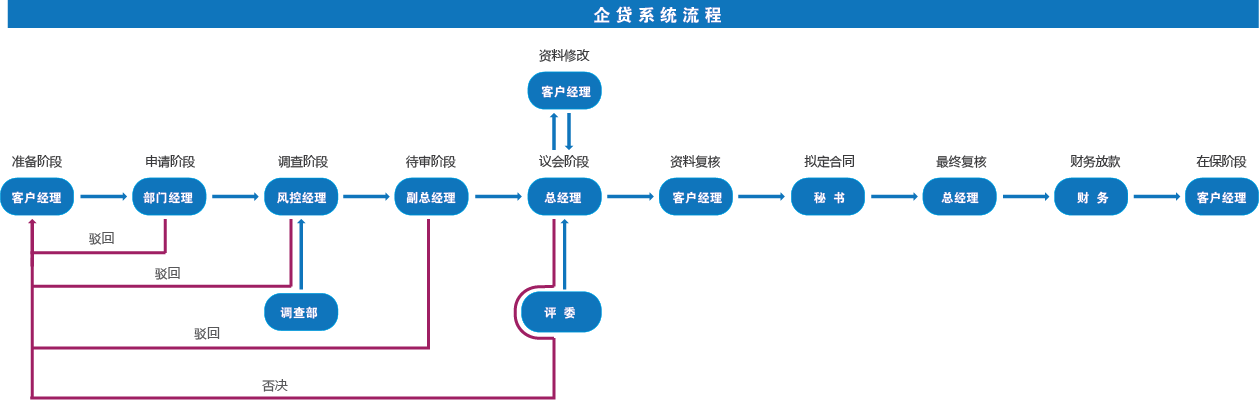 企贷系统流程
资料修改
客户经理
准备阶段
申请阶段
调查阶段
待审阶段
议会阶段
资料复核
拟定合同
最终复核
财务放款
在保阶段
客户经理
部门经理
风控经理
副总经理
总经理
客户经理
秘 书
总经理
财 务
客户经理
驳回
驳回
调查部
评 委
驳回
否决